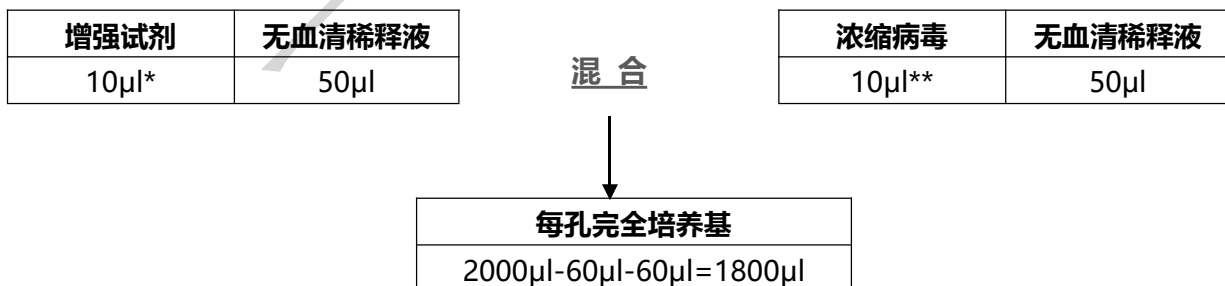 增强试剂 无血清稀释液
10μl* 50μl
混 合
浓缩病毒 无血清稀释液
10μl** 50μl
每孔完全培养基
2000μl-60μl-60μl=1800μl